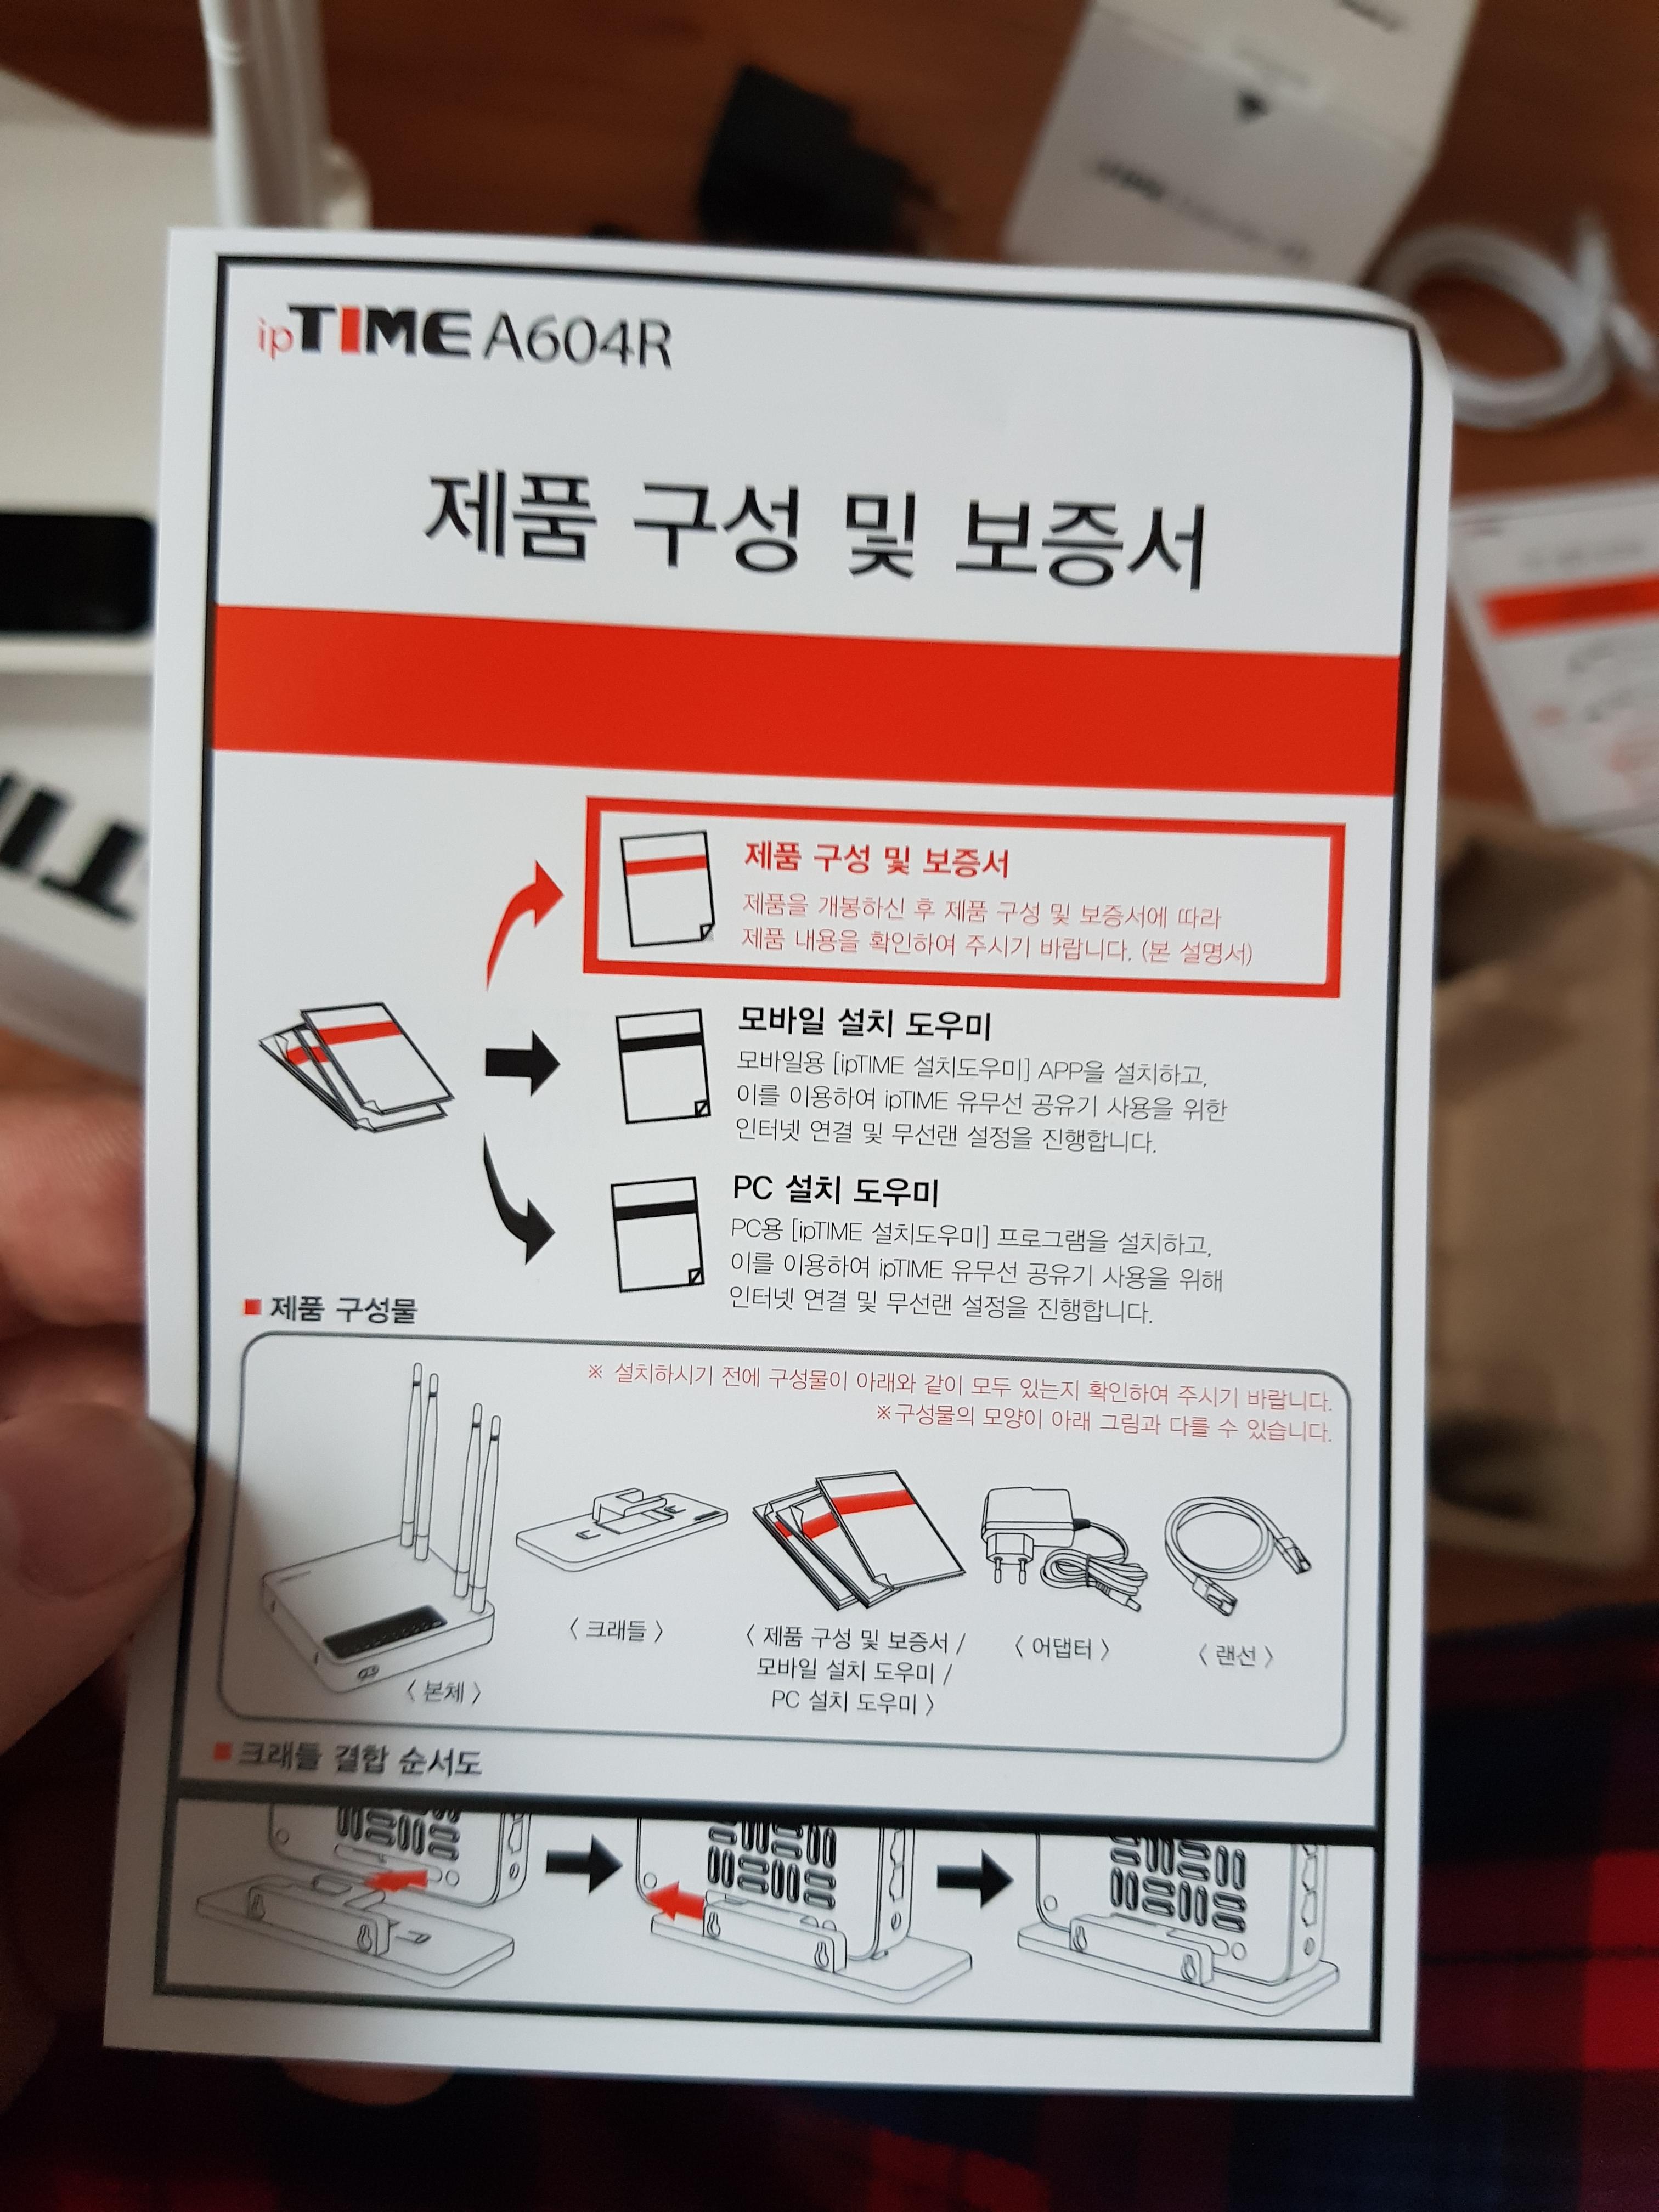 ipTIME A604R
제품 구성 및 보증서
제품 구성 및 보증서
제품을 개봉하신 후 제품 구성 및 보증서에 따라
제품 내용을 확인하여 주시기 바랍니다. (본 설명서)
모바일 설치 도우미
모바일용 [ipTIME 설치도우미] APP을 설치하고,
이를 이용하여 ipTIME 유무선 공유기 사용을 위한
인터넷 연결 및 무선랜 설정을 진행합니다.
PC 설치 도우미
PC용 [ipTIME 설치도우미] 프로그램을 설치하고,
이를 이용하여 ipTIME 유무선 공유기 사용을 위해
인터넷 연결 및 무선랜 설정을 진행합니다.
■ 제품 구성물
※ 설치하시기 전에 구성물이 아래와 같이 모두 있는지 확인하여 주시기 바랍니다.
※구성물의 모양이 아래 그림과 다를 수 있습니다.
〈 본체 〉
〈 크래들 〉
〈 제품 구성 및 보증서 /
모바일 설치 도우미 /
PC 설치 도우미 〉
〈 어댑터 〉
〈 랜선 〉
■ 크래들 결합 순서도
TI